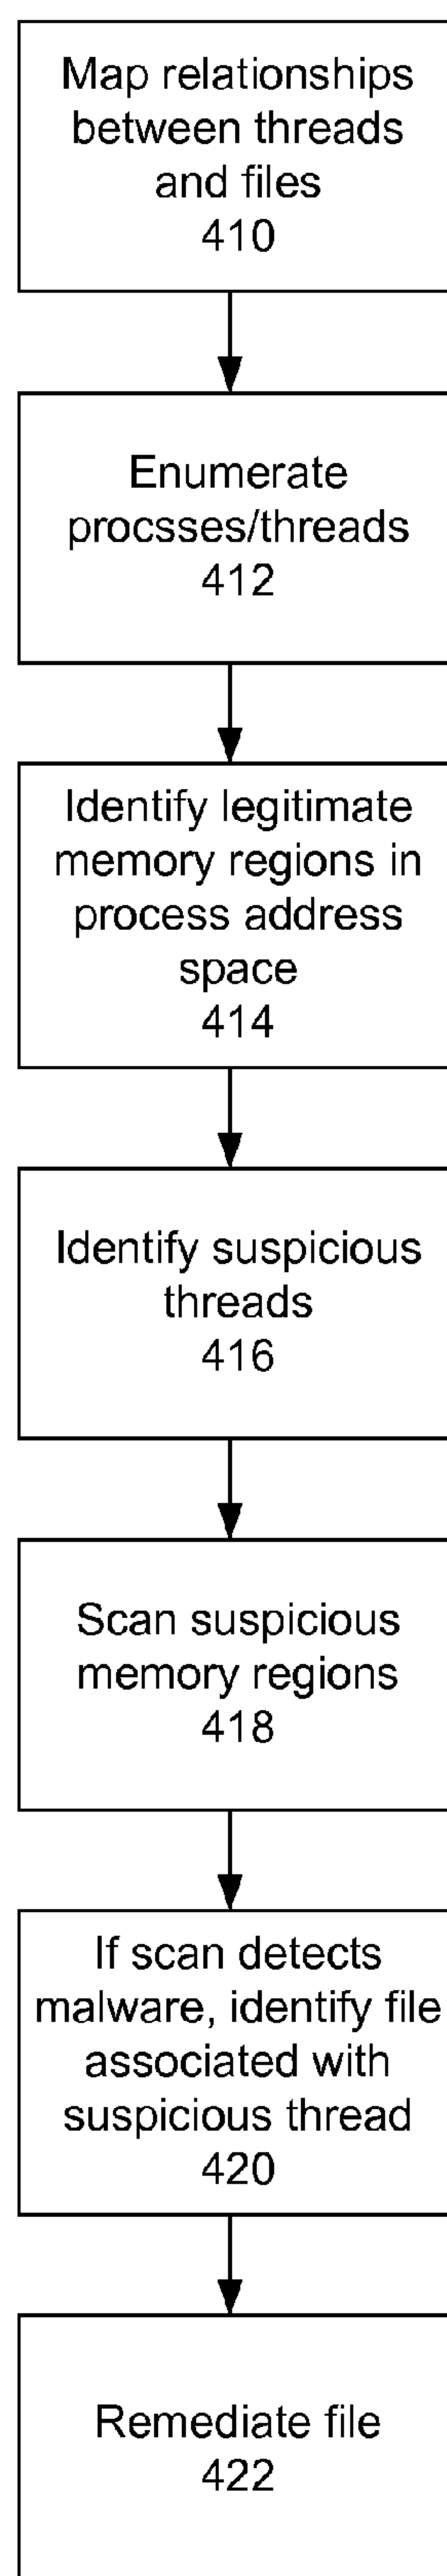 Map relationships
between threads
and files
410
Enumerate
procsses/threads
412
Identify legitimate
memory regions in
process address
space
414
Identify suspicious
threads
416
Scan suspicious
memory regions
418
If scan detects
malware, identify file
associated with
suspicious thread
420
Remediate file
422